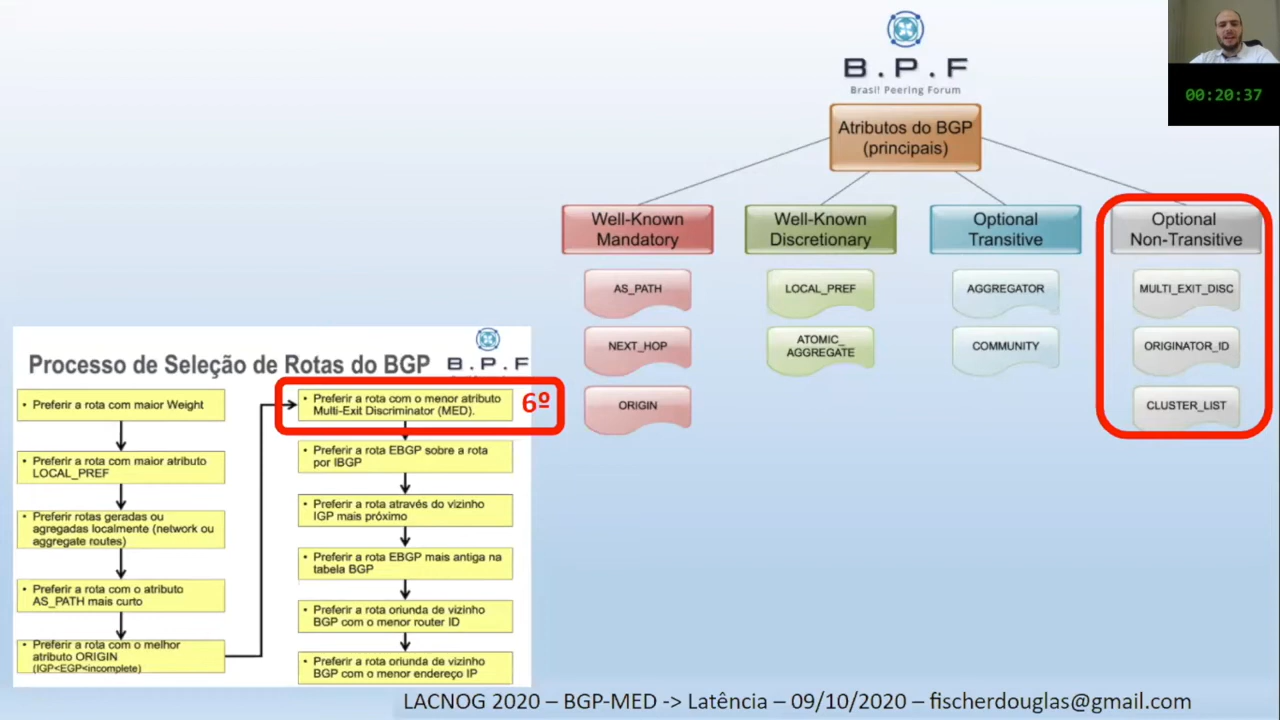 B.P.F
Brasil Peering Forum
00:20:37
Atributos do BGP
(principais)
Well-Known
Mandatory
Well-Known
Discretionary
Optional
Transitive
Optional
Non-Transitive
AS_PATH
LOCAL_PREF
AGGREGATOR
MULTI_EXIT_DISC
NEXT_HOP
ATOMIC_
AGGREGATE
COMMUNITY
ORIGINATOR_ID
ORIGIN
CLUSTER_LIST
Processo de Seleção de Rotas do BGP
B.P.F
• Preferir a rota com maior Weight
• Preferir a rota com maior atributo
LOCAL_PREF
• Preferir rotas geradas ou
agregadas localmente (network ou
aggregate routes)
• Preferir a rota com o atributo
AS_PATH mais curto
• Preferir a rota com o melhor
atributo ORIGIN
(IGP<EGP<incomplete)
• Preferir a rota com o menor atributo
Multi-Exit Discriminator (MED).
6º
• Preferir a rota EBGP sobre a rota
por IBGP
• Preferir a rota através do vizinho
IGP mais próximo
• Preferir a rota EBGP mais antiga na
tabela BGP
• Preferir a rota oriunda de vizinho
BGP com o menor router ID
• Preferir a rota oriunda de vizinho
BGP com o menor endereço IP
LACNOG 2020 – BGP-MED -> Latência – 09/10/2020 – fischerdouglas@gmail.com